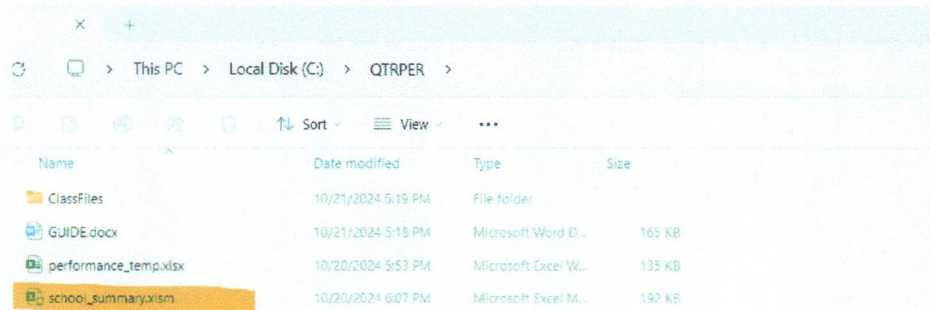 This PC > Local Disk (C:) > QTRPER >
Sort View ...
Name Date modified Type Size
ClassFiles 10/21/2024 5:19 PM File folder
GUIDE.docx 10/21/2024 5:18 PM Microsoft Word D... 165 KB
performance_temp.xlsx 10/20/2024 5:53 PM Microsoft Excel W... 135 KB
school_summary.xlsm 10/20/2024 6:07 PM Microsoft Excel M... 192 KB